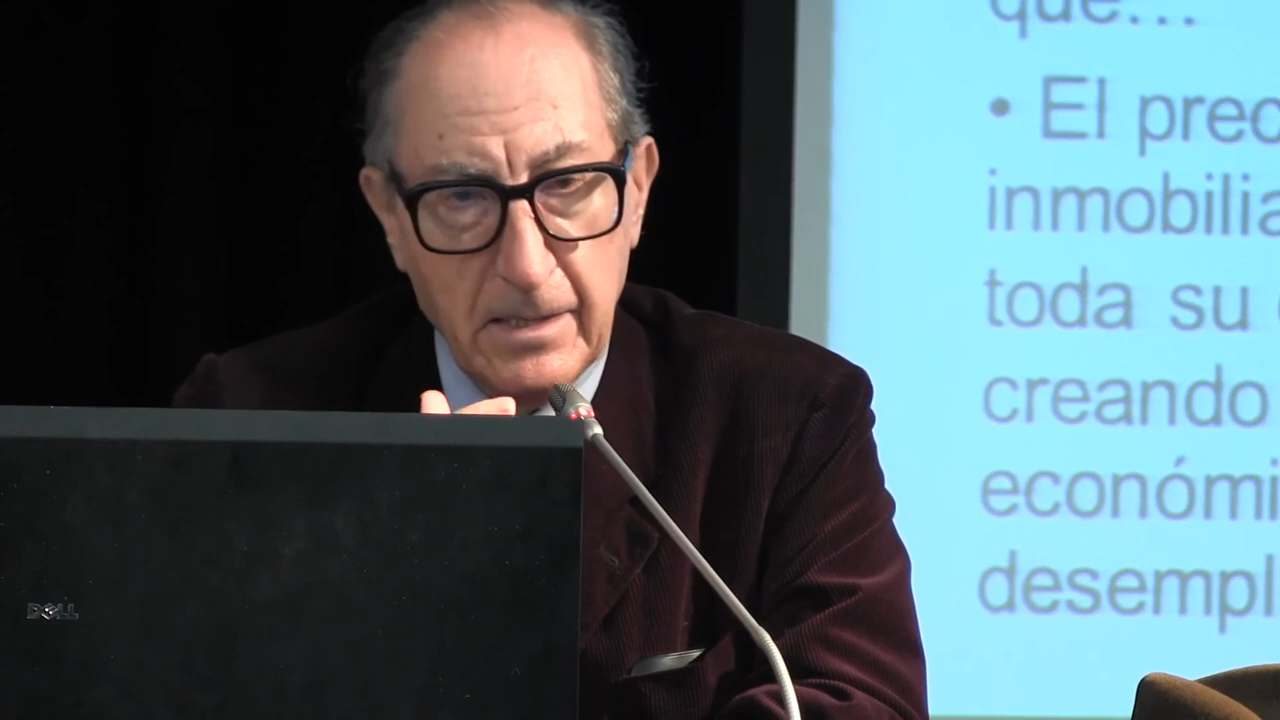 que...
• El prec
inmobilia
toda su
creando
económi
desempl
DELL